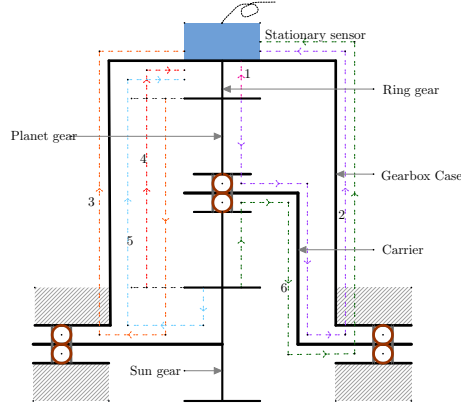 Stationary sensor
1
Ring gear
Planet gear
4
Gearbox Case
3
2
5
Carrier
6
Sun gear